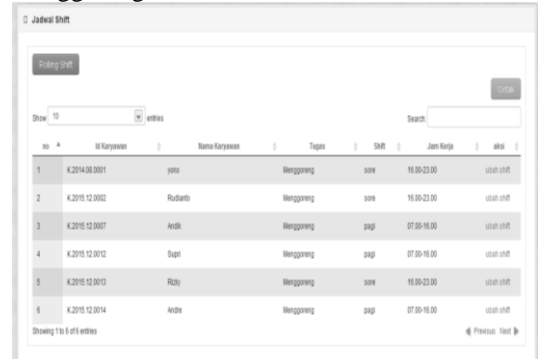 Jadwal Shift
Rolling Shift
Cetak
Show 10 entries Search:
no Id Karyawan Nama Karyawan Tugas Shift Jam Kerja aksi
1 K.2014.08.0001 yono Menggoreng sore 16.00-23.00 ubah shift
2 K.2015.12.0002 Rudianto Menggoreng sore 16.00-23.00 ubah shift
3 K.2015.12.0007 Andik Menggoreng pagi 07.00-16.00 ubah shift
4 K.2015.12.0012 Supri Menggoreng pagi 07.00-16.00 ubah shift
5 K.2015.12.0013 Rizky Menggoreng sore 16.00-23.00 ubah shift
6 K.2015.12.0014 Andre Menggoreng pagi 07.00-16.00 ubah shift
Showing 1 to 6 of 6 entries Previous Next